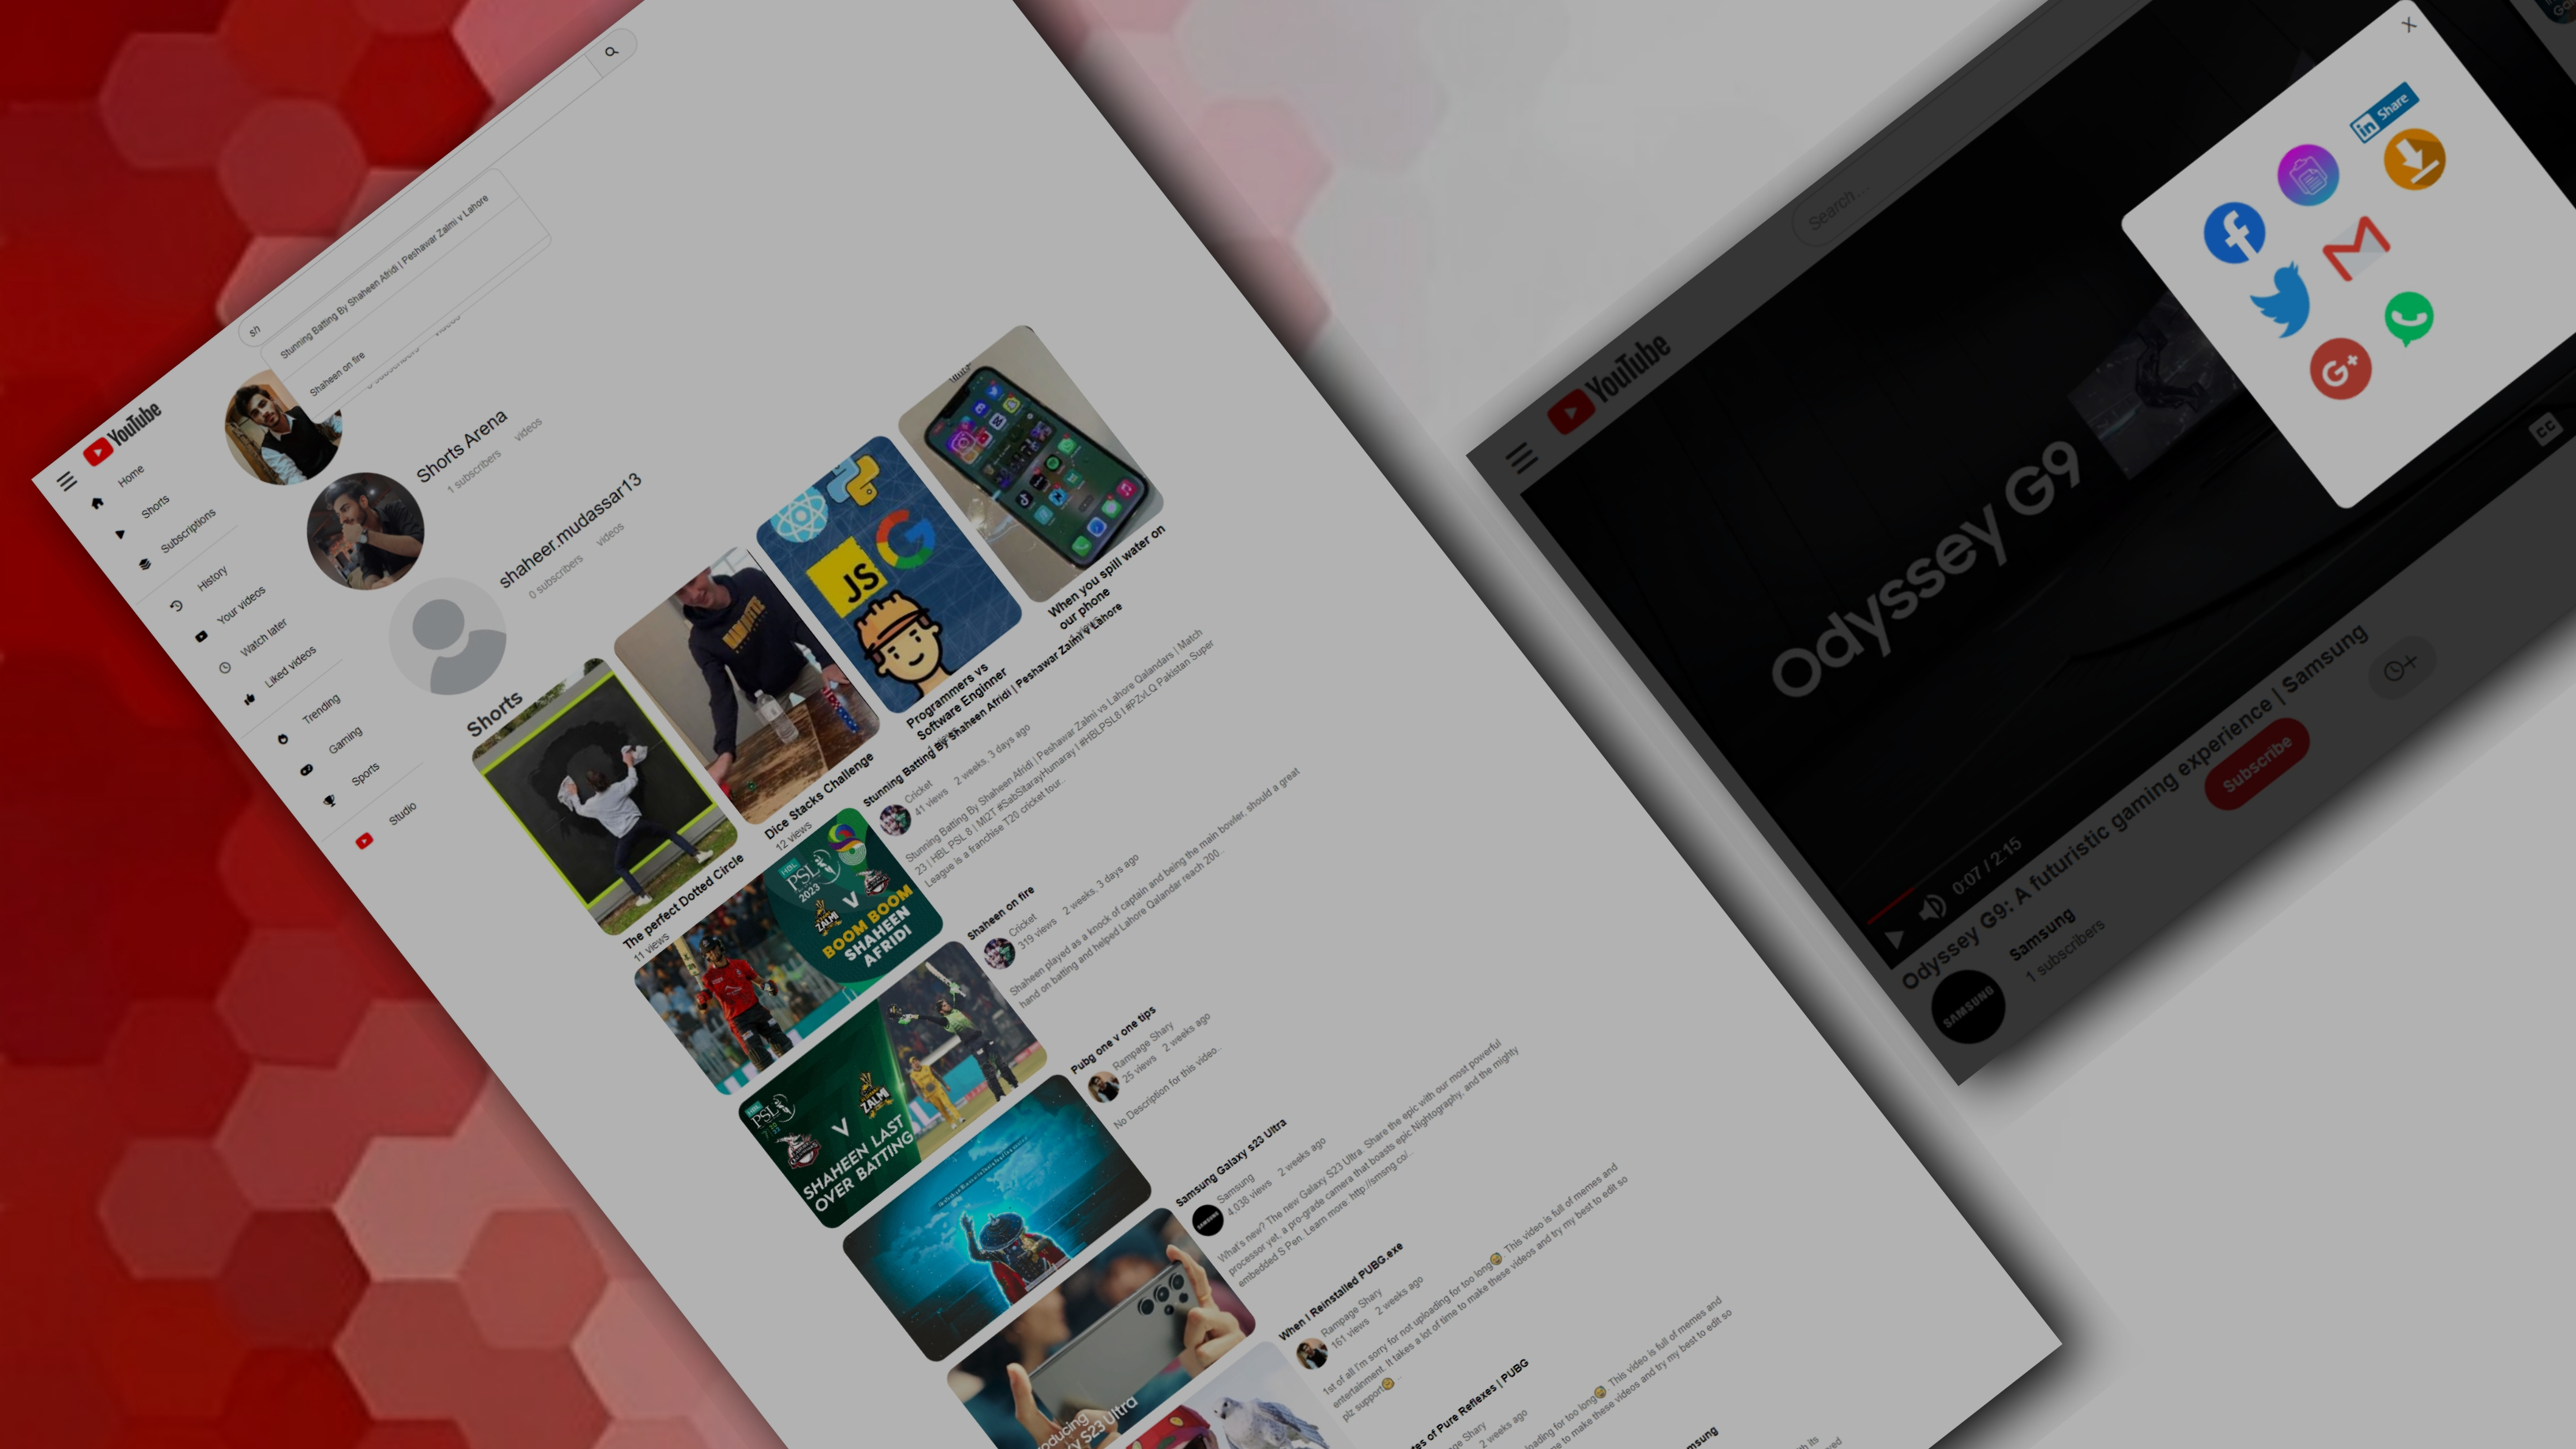 YouTube
sh
Stunning Batting By Shaheen Afridi | Peshawar Zalmi v Lahore
Shaheen on fire
Home
Shorts
Subscriptions
History
Your videos
Watch later
Liked videos
Trending
Gaming
Sports
Studio
Shorts Arena
1 subscribers videos
shaheer.mudassar13
0 subscribers videos
Shorts
The perfect Dotted Circle
11 views
Dice Stacks Challenge
12 views
JS
Programmers vs
Software Enginner
When you spill water on
our phone
HBL
PSL
2023
ZALMI
V
BOOM BOOM
SHAHEEN
AFRIDI
Stunning Batting By Shaheen Afridi | Peshawar Zalmi v Lahore
Cricket
41 views 2 weeks, 3 days ago
Stunning Batting By Shaheen Afridi | Peshawar Zalmi vs Lahore Qalandars | Match
23 | HBL PSL 8 | MI2T #SabSitarayHumaray l #HBLPSL8 I #PZvLQ Pakistan Super
League is a franchise T20 cricket tour..
HBL
PSL
V
ZALMI
SHAHEEN LAST
OVER BATTING
Shaheen on fire
Cricket
319 views 2 weeks, 3 days ago
Shaheen played as a knock of captain and being the main bowler, should a great
hand on batting and helped Lahore Qalandar reach 200..
Pubg one v one tips
Rampage Shary
25 views 2 weeks ago
No Description for this video..
Samsung Galaxy s23 Ultra
Samsung
4,038 views 2 weeks ago
What's new? The new Galaxy S23 Ultra. Share the epic with our most powerful
processor yet, a pro-grade camera that boasts epic Nightography, and the mighty
embedded S Pen. Learn more: http://smsng.co/..
SAMSUNG
When I Reinstalled PUBG.exe
Rampage Shary
161 views 2 weeks ago
1st of all I'm sorry for not uploading for too long😅. This video is full of memes and
entertainment. It takes a lot of time to make these videos and try my best to edit so
plz support😊..
S23 Ultra
of Pure Reflexes | PUBG
2 weeks ago
for too long😅. This video is full of memes and
to make these videos and try my best to edit so
YouTube
Search...
Odyssey G9
0:07 / 2:15
CC
Odyssey G9: A futuristic gaming experience | Samsung
SAMSUNG
Samsung
1 subscribers
Subscribe
in Share
G+